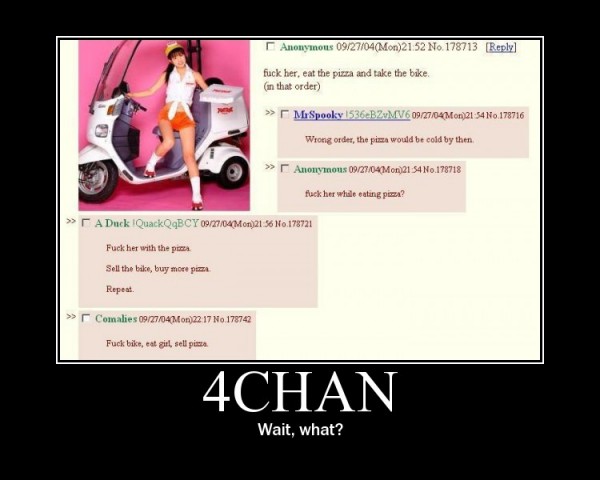 Anonymous 09/27/04(Mon)21:52 No.178713 [Reply]
fuck her, eat the pizza and take the bike.
(in that order)
>> MrSpooky !536eBZvMV6 09/27/04(Mon)21:54 No.178716
Wrong order, the pizza would be cold by then.
>> Anonymous 09/27/04(Mon)21:54 No.178718
fuck her while eating pizza?
>> A Duck !QuackQqBCY 09/27/04(Mon)21:56 No.178721
Fuck her with the pizza.
Sell the bike, buy more pizza.
Repeat.
>> Comalies 09/27/04(Mon)22:17 No.178742
Fuck bike, eat girl, sell pizza.
4CHAN
Wait, what?